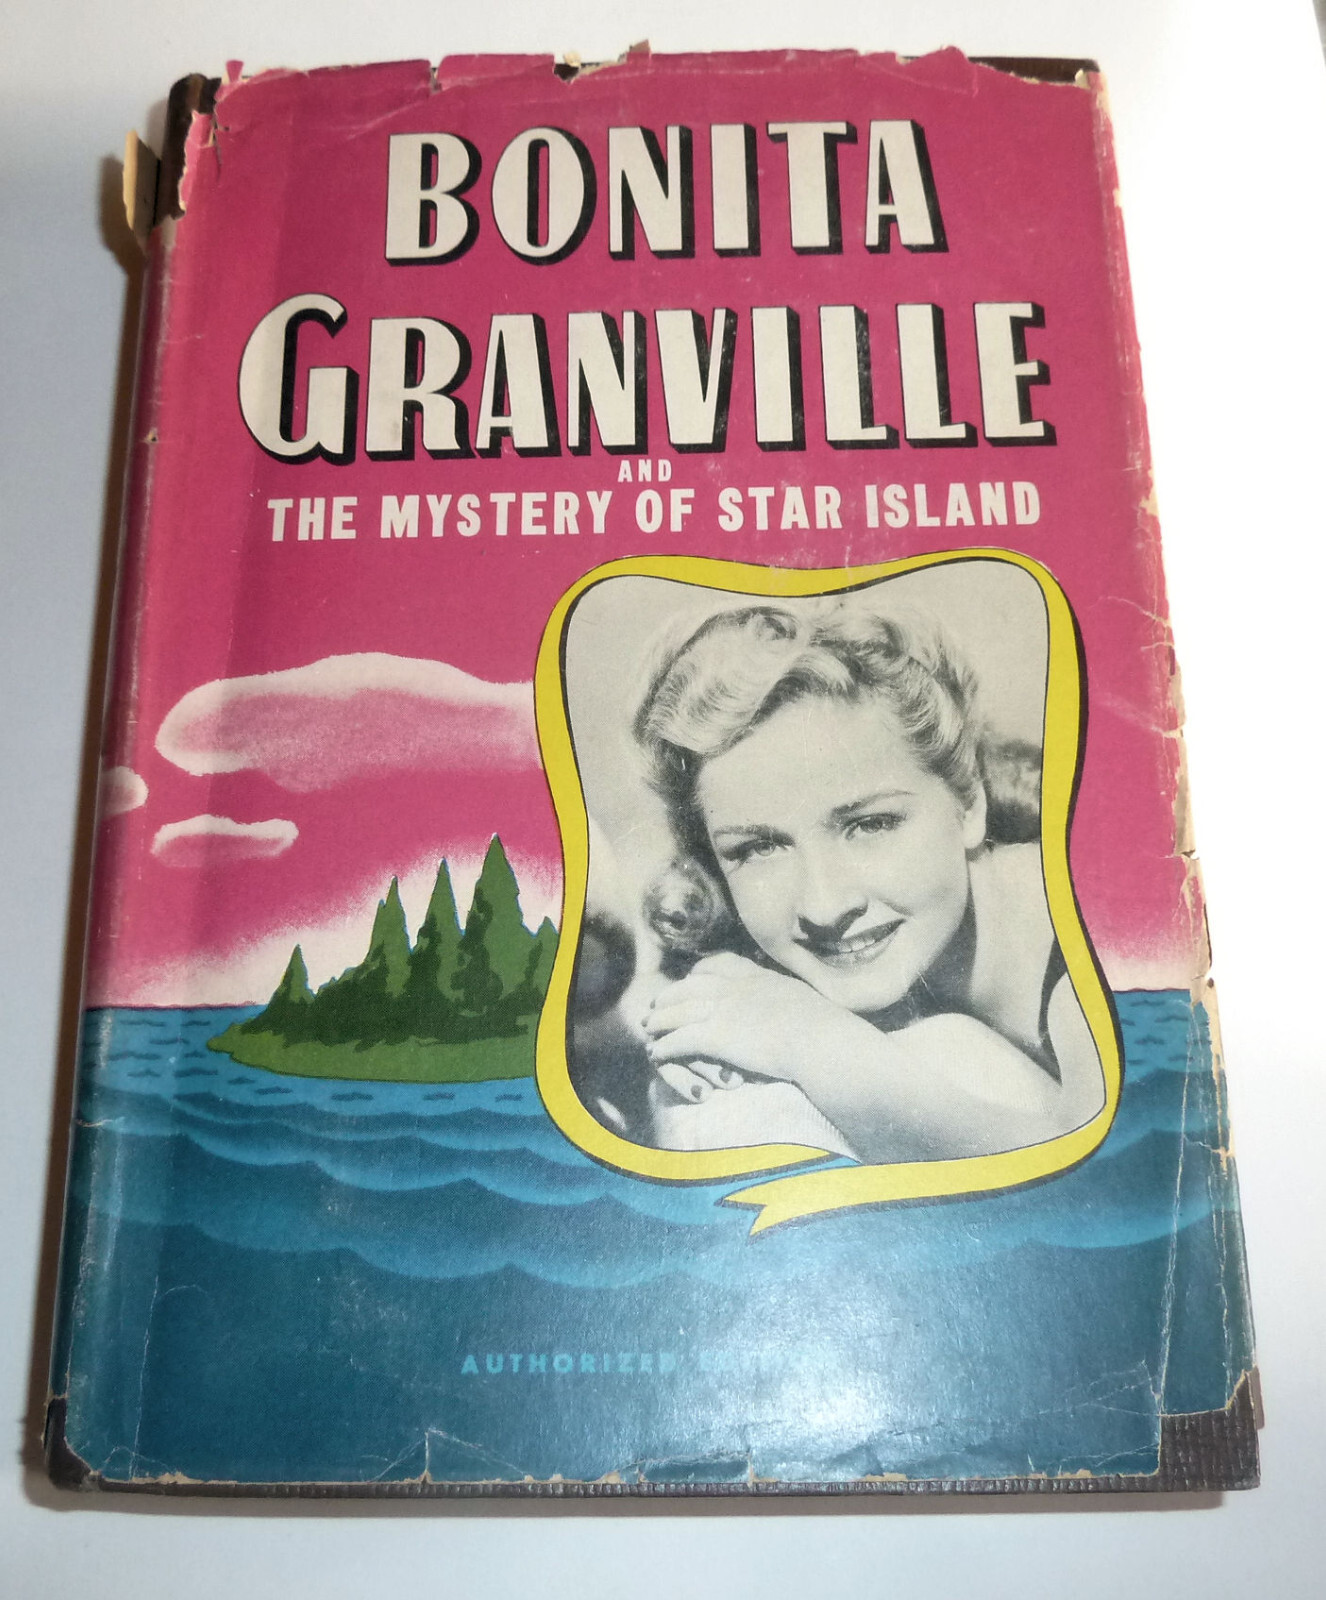 BONITA
GRANVILLE
AND
THE MYSTERY OF STAR ISLAND
AUTHORIZED